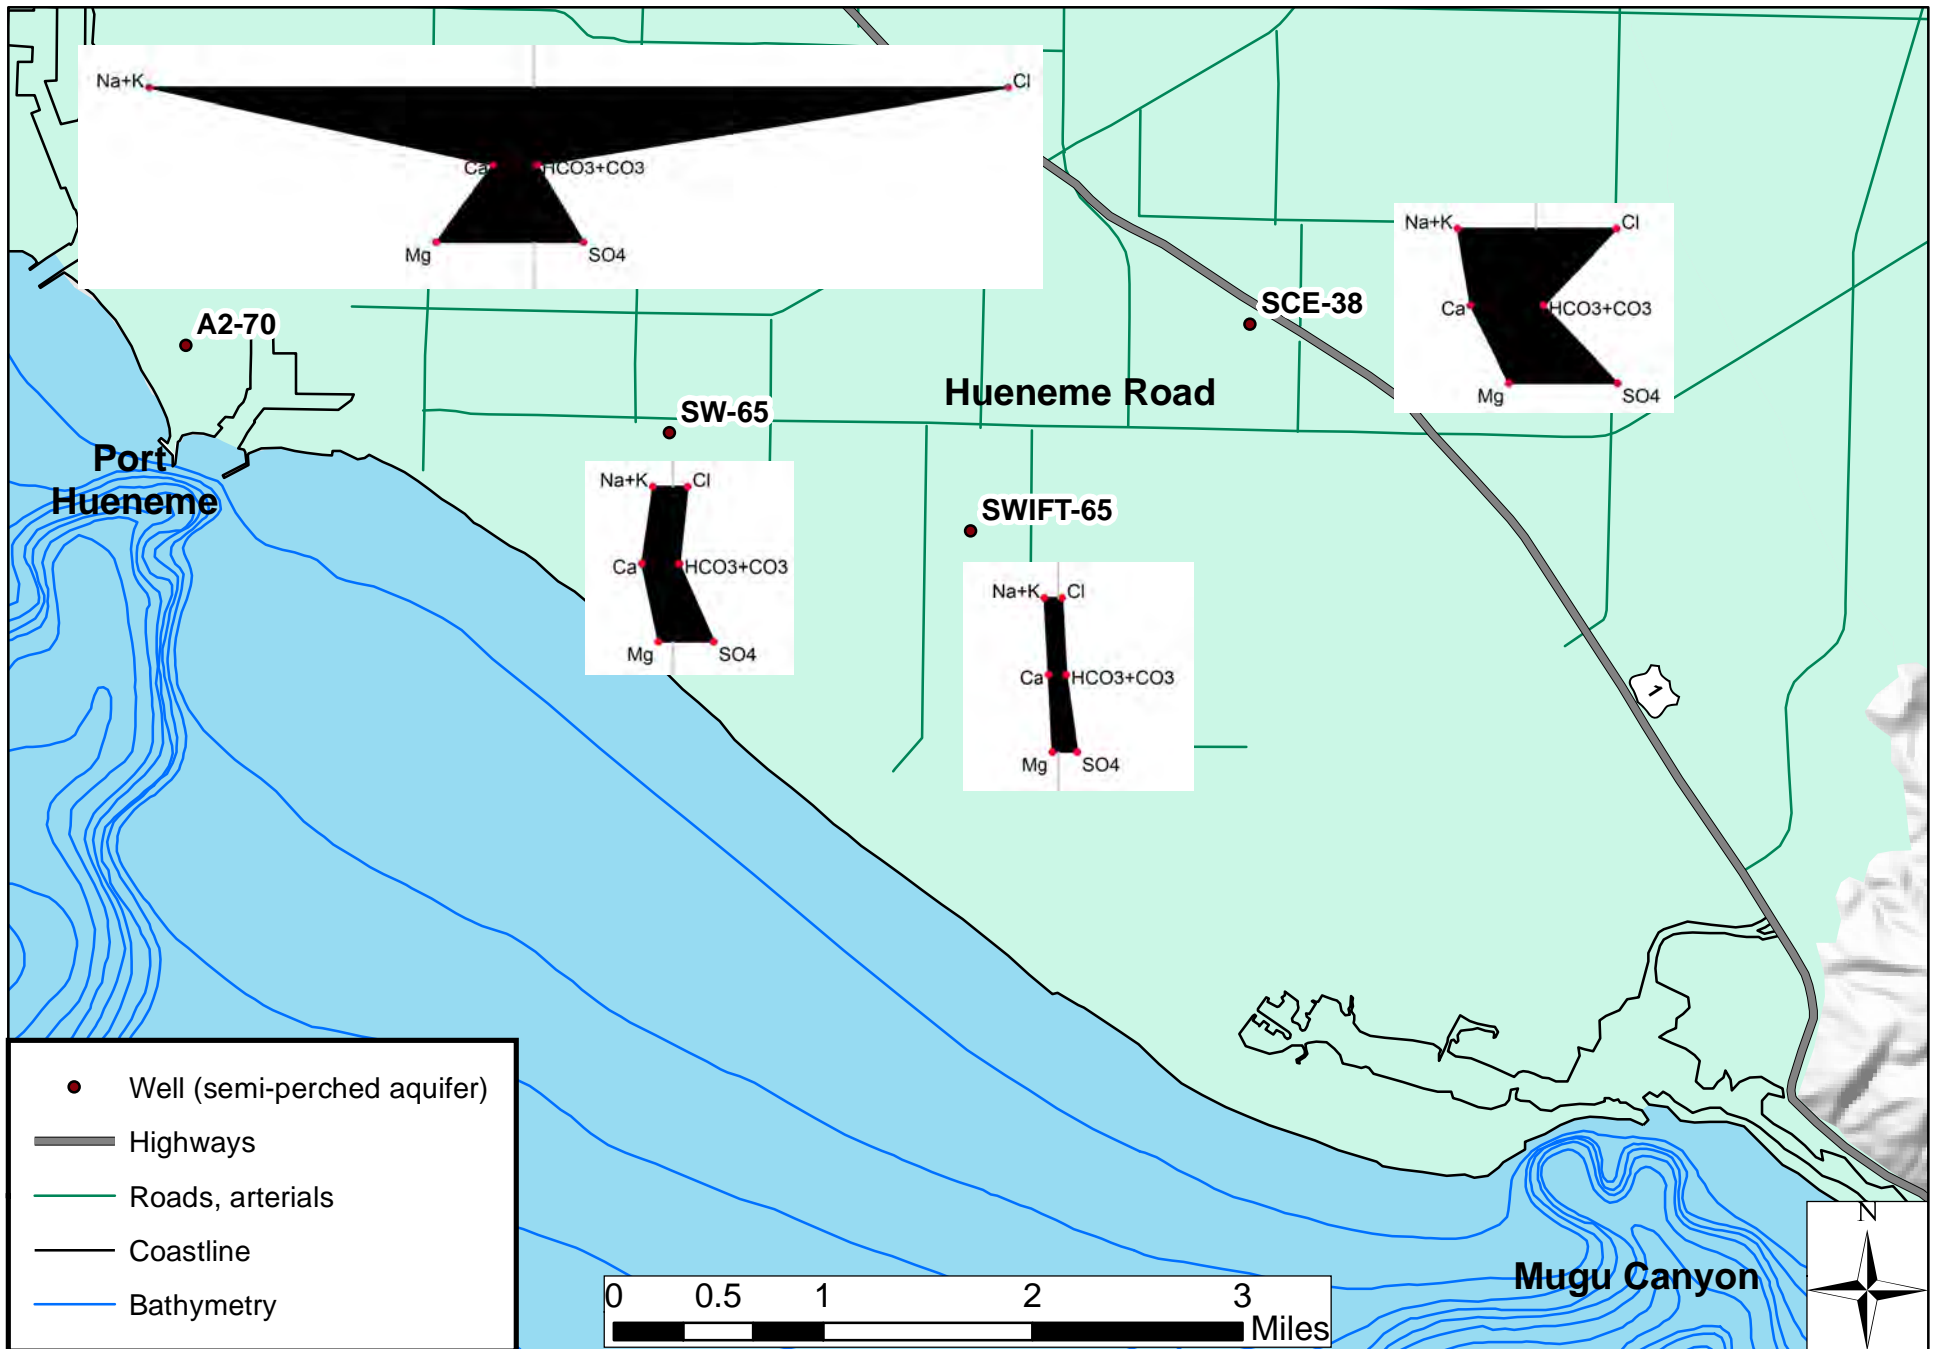 Na+K
Cl
Ca
HCO3+CO3
Mg
SO4
Na+K
Cl
Ca
HCO3+CO3
Mg
SO4
A2-70
SCE-38
Hueneme Road
SW-65
Port
Hueneme
Na+K
Cl
Ca
HCO3+CO3
Mg
SO4
SWIFT-65
Na+K
Cl
Ca
HCO3+CO3
Mg
SO4
1
Well (semi-perched aquifer)
Highways
Roads, arterials
Coastline
Bathymetry
0 0.5 1 2 3
Miles
Mugu Canyon
N